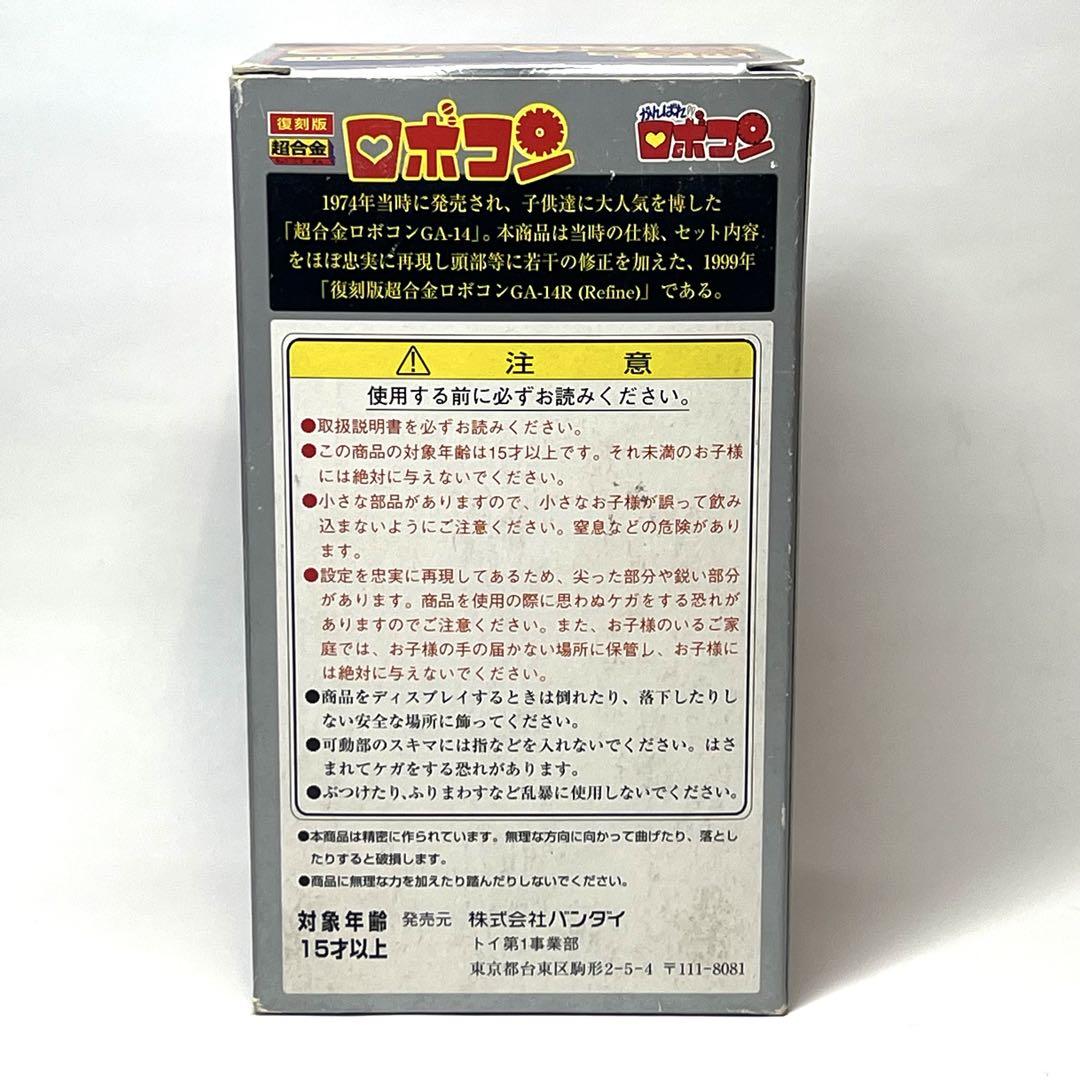 復刻版
超合金
ロボコン
がんばれ!!
ロボコン
1974年当時に発売され、子供達に大人気を博した
「超合金ロボコンGA-14」。本商品は当時の仕様、セット内容
をほぼ忠実に再現し頭部等に若干の修正を加えた、1999年
「復刻版超合金ロボコンGA-14R (Refine)」である。
注意
使用する前に必ずお読みください。
●取扱説明書を必ずお読みください。
●この商品の対象年齢は15才以上です。それ未満のお子様
には絶対に与えないでください。
●小さな部品がありますので、小さなお子様が誤って飲み
込まないようにご注意ください。窒息などの危険があり
ます。
●設定を忠実に再現してあるため、尖った部分や鋭い部分
があります。商品を使用の際に思わぬケガをする恐れが
ありますのでご注意ください。また、お子様のいるご家
庭では、お子様の手の届かない場所に保管し、お子様に
は絶対に与えないでください。
●商品をディスプレイするときは倒れたり、落下したりし
ない安全な場所に飾ってください。
●可動部のスキマには指などを入れないでください。はさ
まれてケガをする恐れがあります。
●ぶつけたり、ふりまわすなど乱暴に使用しないでください。
●本商品は精密に作られています。無理な方向に向かって曲げたり、落とし
たりすると破損します。
●商品に無理な力を加えたり踏んだりしないでください。
対象年齢
15才以上
発売元 株式会社バンダイ
トイ第1事業部
東京都台東区駒形2-5-4 〒111-8081